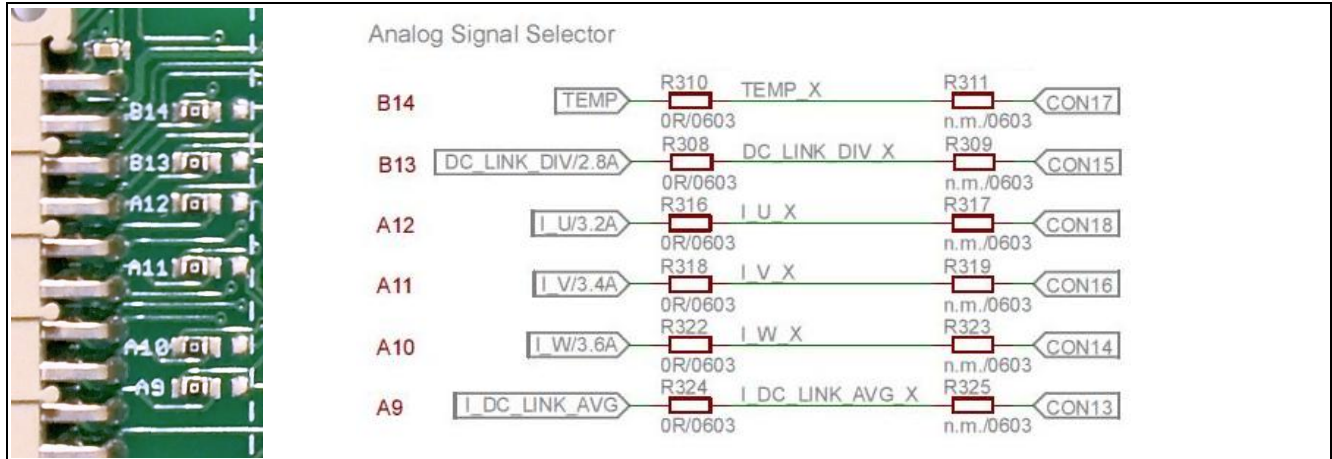 Analog Signal Selector
B14 TEMP R310 0R/0603 TEMP_X R311 n.m./0603 CON17
B13 DC_LINK_DIV/2.8A R308 0R/0603 DC_LINK_DIV_X R309 n.m./0603 CON15
A12 I_U/3.2A R316 0R/0603 I_U_X R317 n.m./0603 CON18
A11 I_V/3.4A R318 0R/0603 I_V_X R319 n.m./0603 CON16
A10 I_W/3.6A R322 0R/0603 I_W_X R323 n.m./0603 CON14
A9 I_DC_LINK_AVG R324 0R/0603 I_DC_LINK_AVG_X R325 n.m./0603 CON13
B14
B13
A12
A11
A10
A9